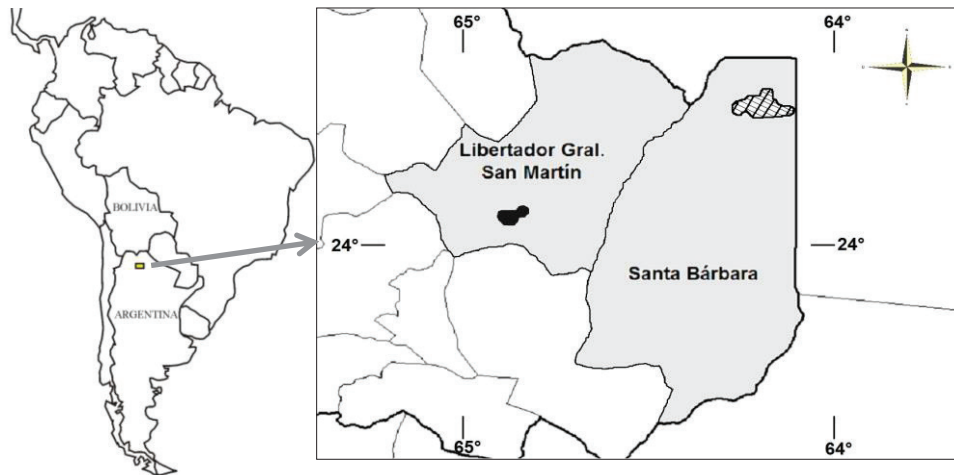 BOLIVIA
ARGENTINA
65°
64°
Libertador Gral.
San Martín
24°
24°
Santa Bárbara
65°
64°